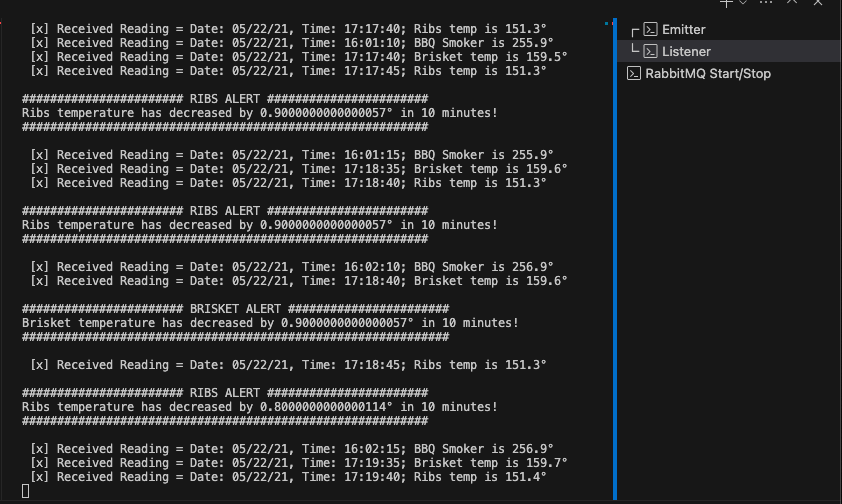 [x] Received Reading = Date: 05/22/21, Time: 17:17:40; Ribs temp is 151.3°
[x] Received Reading = Date: 05/22/21, Time: 16:01:10; BBQ Smoker is 255.9°
[x] Received Reading = Date: 05/22/21, Time: 17:17:40; Brisket temp is 159.5°
[x] Received Reading = Date: 05/22/21, Time: 17:17:45; Ribs temp is 151.3°
####################### RIBS ALERT #######################
Ribs temperature has decreased by 0.9000000000000057° in 10 minutes!
##########################################################
[x] Received Reading = Date: 05/22/21, Time: 16:01:15; BBQ Smoker is 255.9°
[x] Received Reading = Date: 05/22/21, Time: 17:18:35; Brisket temp is 159.6°
[x] Received Reading = Date: 05/22/21, Time: 17:18:40; Ribs temp is 151.3°
####################### RIBS ALERT #######################
Ribs temperature has decreased by 0.9000000000000057° in 10 minutes!
##########################################################
[x] Received Reading = Date: 05/22/21, Time: 16:02:10; BBQ Smoker is 256.9°
[x] Received Reading = Date: 05/22/21, Time: 17:18:40; Brisket temp is 159.6°
####################### BRISKET ALERT #######################
Brisket temperature has decreased by 0.9000000000000057° in 10 minutes!
#############################################################
[x] Received Reading = Date: 05/22/21, Time: 17:18:45; Ribs temp is 151.3°
####################### RIBS ALERT #######################
Ribs temperature has decreased by 0.8000000000000114° in 10 minutes!
##########################################################
[x] Received Reading = Date: 05/22/21, Time: 16:02:15; BBQ Smoker is 256.9°
[x] Received Reading = Date: 05/22/21, Time: 17:19:35; Brisket temp is 159.7°
[x] Received Reading = Date: 05/22/21, Time: 17:19:40; Ribs temp is 151.4°
Emitter
Listener
RabbitMQ Start/Stop